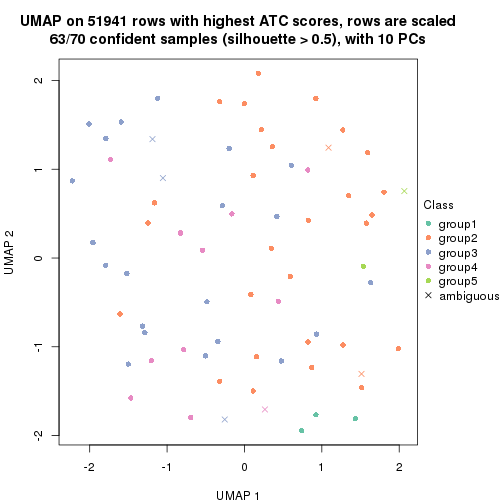 UMAP on 51941 rows with highest ATC scores, rows are scaled
63/70 confident samples (silhouette > 0.5), with 10 PCs
2
1
0
-1
-2
UMAP 2
-2
-1
0
1
2
UMAP 1
Class
group1
group2
group3
group4
group5
ambiguous